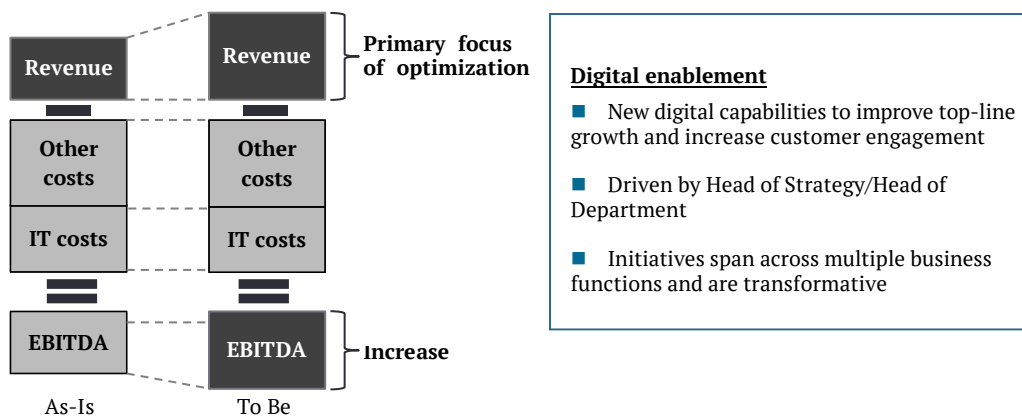 Revenue
Revenue
Primary focus
of optimization
Other
costs
Other
costs
IT costs
IT costs
EBITDA
EBITDA
Increase
As-Is
To Be
Digital enablement
New digital capabilities to improve top-line
growth and increase customer engagement
Driven by Head of Strategy/Head of
Department
Initiatives span across multiple business
functions and are transformative